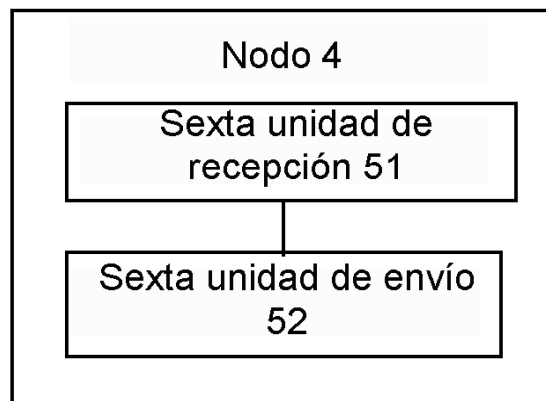 Nodo 4
Sexta unidad de
recepción 51
Sexta unidad de envío
52